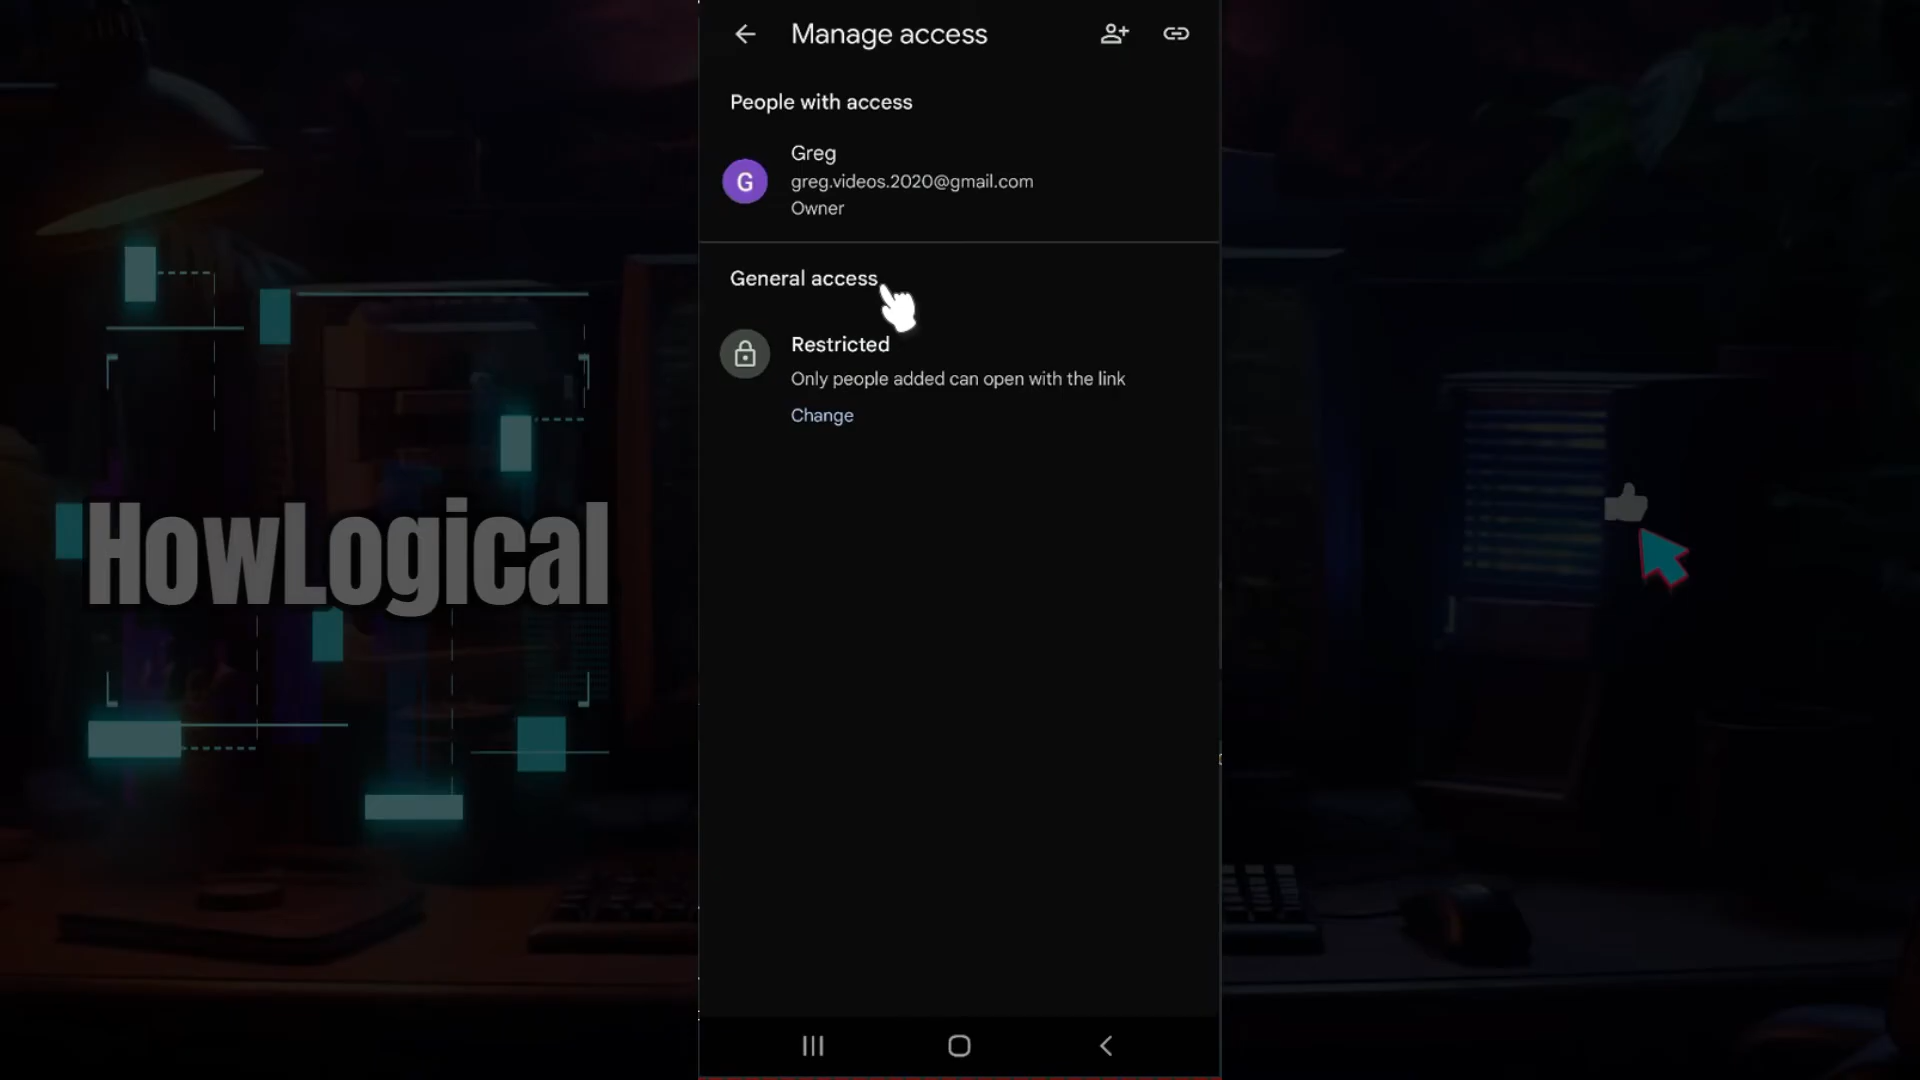 Manage access
People with access
G
Greg
greg.videos.2020@gmail.com
Owner
General access
Restricted
Only people added can open with the link
Change
HowLogical